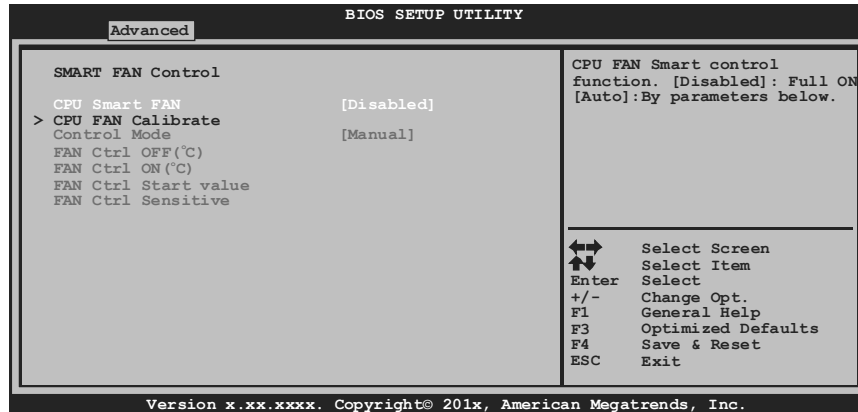 BIOS SETUP UTILITY
Advanced
SMART FAN Control
CPU Smart FAN [Disabled]
> CPU FAN Calibrate
Control Mode [Manual]
FAN Ctrl OFF(°C)
FAN Ctrl ON(°C)
FAN Ctrl Start value
FAN Ctrl Sensitive
CPU FAN Smart control
function. [Disabled]: Full ON
[Auto]:By parameters below.
Select Screen
Select Item
Enter Select
+/- Change Opt.
F1 General Help
F3 Optimized Defaults
F4 Save & Reset
ESC Exit
Version x.xx.xxxx. Copyright© 201x, American Megatrends, Inc.